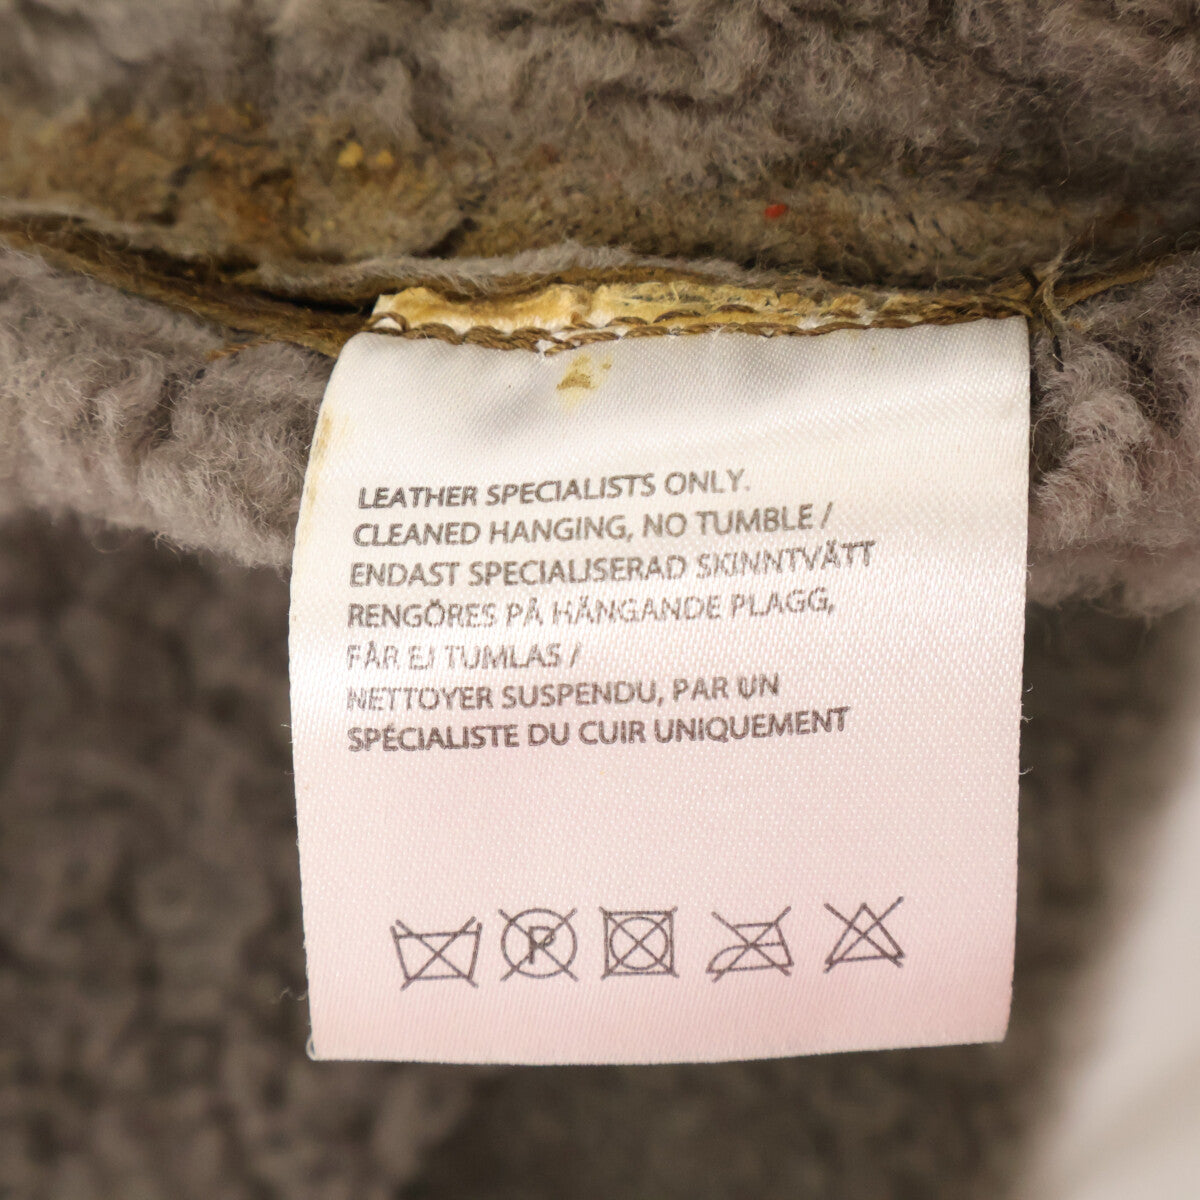 LEATHER SPECIALISTS ONLY.
CLEANED HANGING, NO TUMBLE /
ENDAST SPECIALISERAD SKINNTVÄTT
RENGÖRES PÅ HÄNGANDE PLAGG,
FÅR EJ TUMLAS /
NETTOYER SUSPENDU, PAR UN
SPÉCIALISTE DU CUIR UNIQUEMENT
P